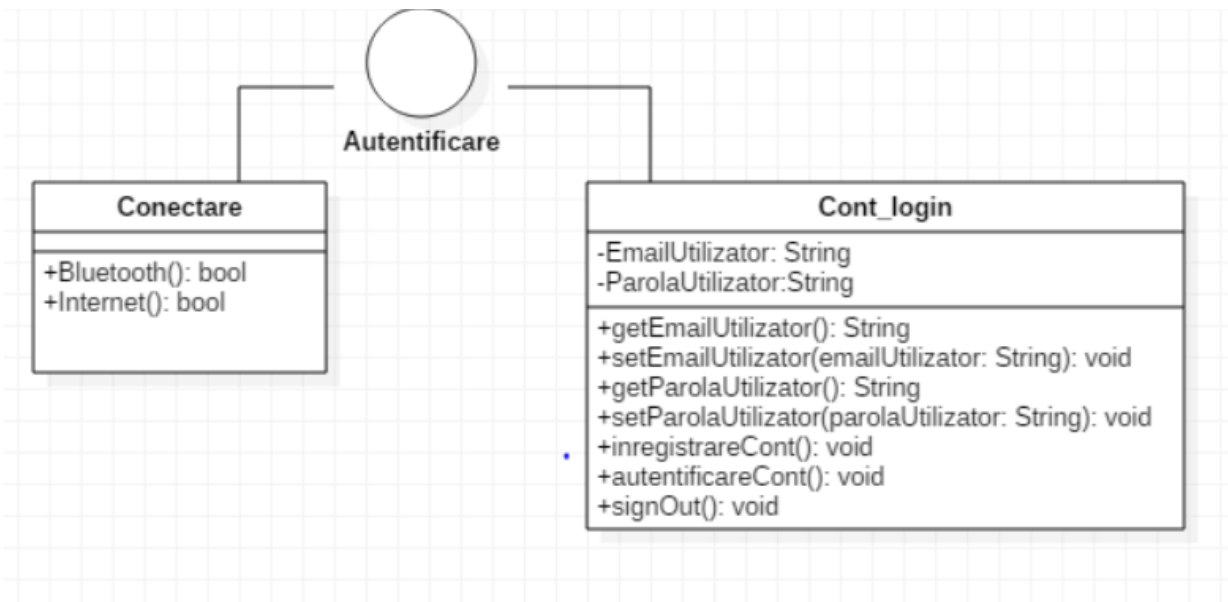 Autentificare
Conectare
+Bluetooth(): bool
+Internet(): bool
Cont_login
-EmailUtilizator: String
-ParolaUtilizator:String
+getEmailUtilizator(): String
+setEmailUtilizator(emailUtilizator: String): void
+getParolaUtilizator(): String
+setParolaUtilizator(parolaUtilizator: String): void
+inregistrareCont(): void
+autentificareCont(): void
+signOut(): void